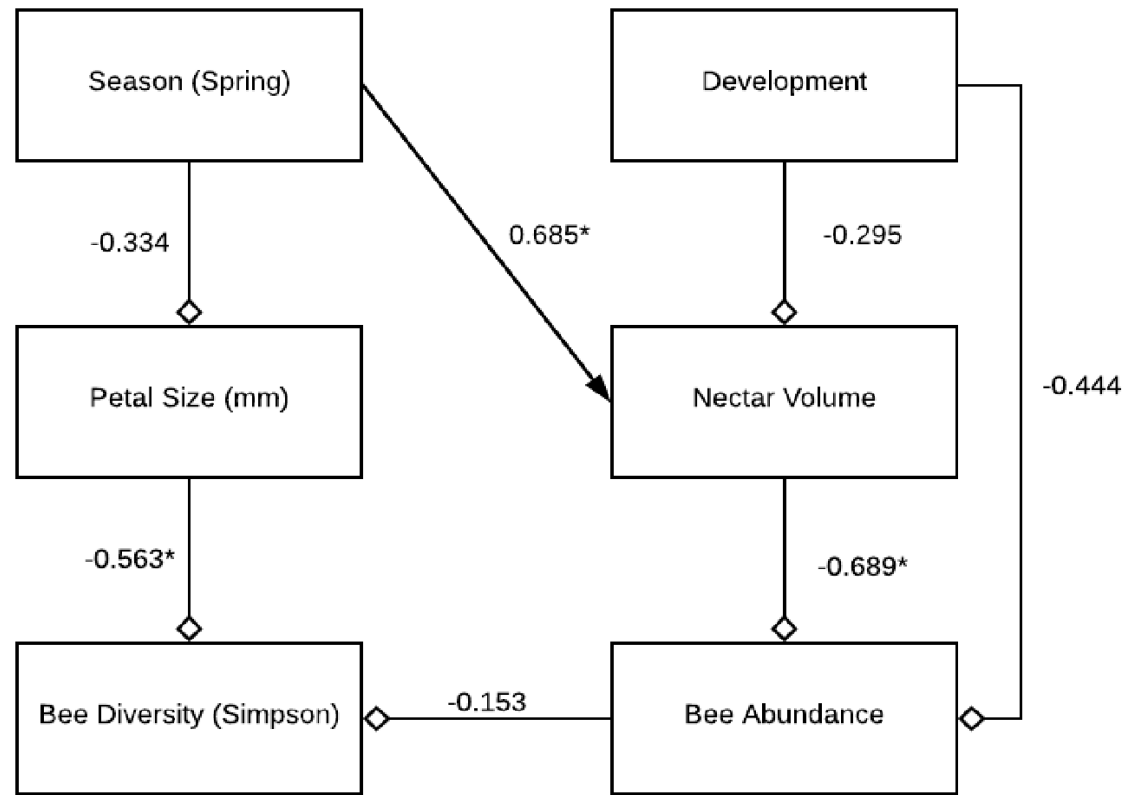 Season (Spring)
Development
-0.334
0.685*
-0.295
Petal Size (mm)
Nectar Volume
-0.444
-0.563*
-0.689*
Bee Diversity (Simpson)
-0.153
Bee Abundance